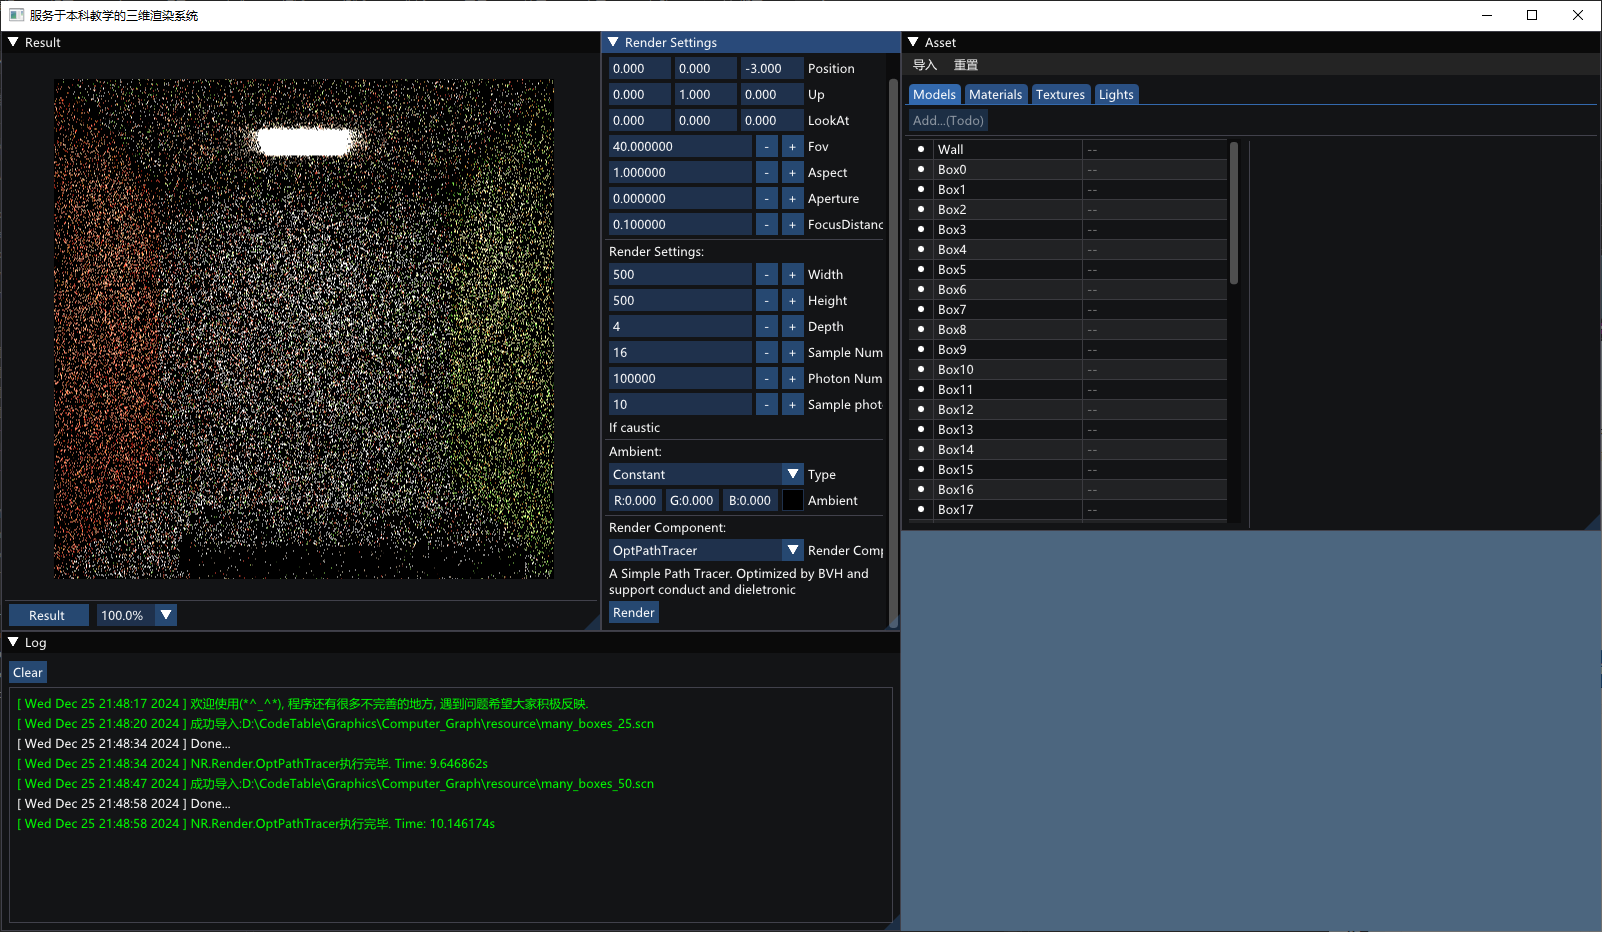 服务于本科教学的三维渲染系统
Result
Result
100.0%
Render Settings
0.000 0.000 -3.000 Position
0.000 1.000 0.000 Up
0.000 0.000 0.000 LookAt
40.000000 - + Fov
1.000000 - + Aspect
0.000000 - + Aperture
0.100000 - + FocusDistanc
Render Settings:
500 - + Width
500 - + Height
4 - + Depth
16 - + Sample Num
100000 - + Photon Num
10 - + Sample phot
If caustic
Ambient:
Constant Type
R:0.000 G:0.000 B:0.000 Ambient
Render Component:
OptPathTracer Render Comp
A Simple Path Tracer. Optimized by BVH and
support conduct and dieletronic
Render
Asset
导入 重置
Models Materials Textures Lights
Add...(Todo)
Wall --
Box0 --
Box1 --
Box2 --
Box3 --
Box4 --
Box5 --
Box6 --
Box7 --
Box8 --
Box9 --
Box10 --
Box11 --
Box12 --
Box13 --
Box14 --
Box15 --
Box16 --
Box17 --
Log
Clear
[ Wed Dec 25 21:48:17 2024 ] 欢迎使用(*^_^*), 程序还有很多不完善的地方, 遇到问题希望大家积极反映.
[ Wed Dec 25 21:48:20 2024 ] 成功导入:D:\CodeTable\Graphics\Computer_Graph\resource\many_boxes_25.scn
[ Wed Dec 25 21:48:34 2024 ] Done...
[ Wed Dec 25 21:48:34 2024 ] NR.Render.OptPathTracer执行完毕. Time: 9.646862s
[ Wed Dec 25 21:48:47 2024 ] 成功导入:D:\CodeTable\Graphics\Computer_Graph\resource\many_boxes_50.scn
[ Wed Dec 25 21:48:58 2024 ] Done...
[ Wed Dec 25 21:48:58 2024 ] NR.Render.OptPathTracer执行完毕. Time: 10.146174s